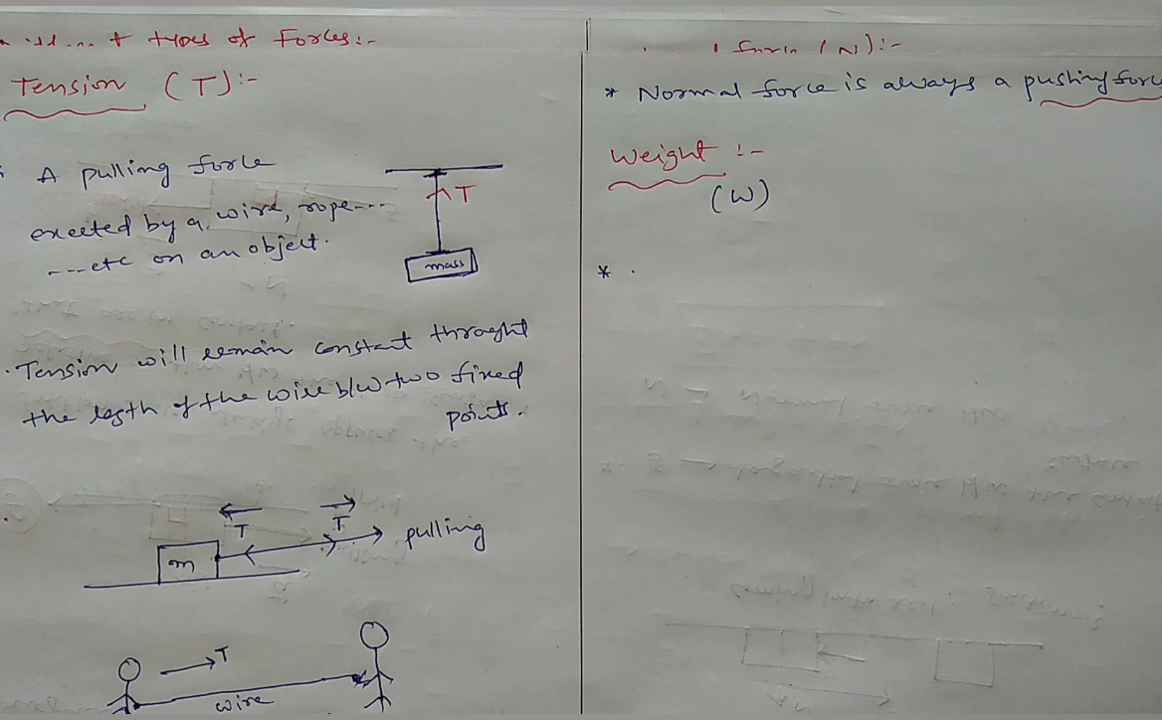 types of Forces:-
Tension (T):-
A pulling force
exerted by a wire, rope---
---etc on an object.
T
mass
Tension will remain constant throught
the legth of the wire b/w two fixed
points.
T
T
m
pulling
T
wire
(N):-
* Normal force is always a pushing force
Weight :-
(W)
*